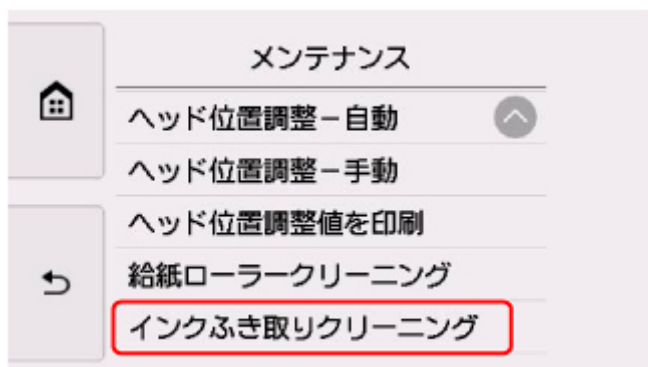 メンテナンス
ヘッド位置調整－自動
ヘッド位置調整－手動
ヘッド位置調整値を印刷
給紙ローラークリーニング
インクふき取りクリーニング